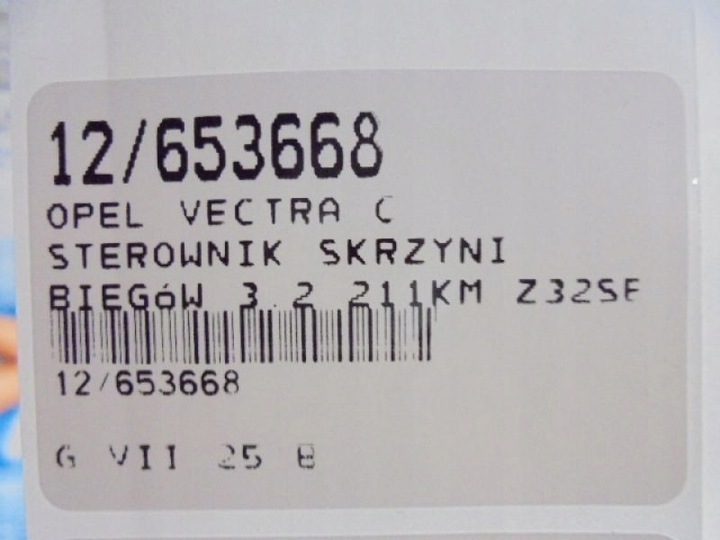 12/653668
OPEL VECTRA C
STEROWNIK SKRZYNI
BIEGóW 3.2 211KM Z32SE
12/653668
G VII 25 B